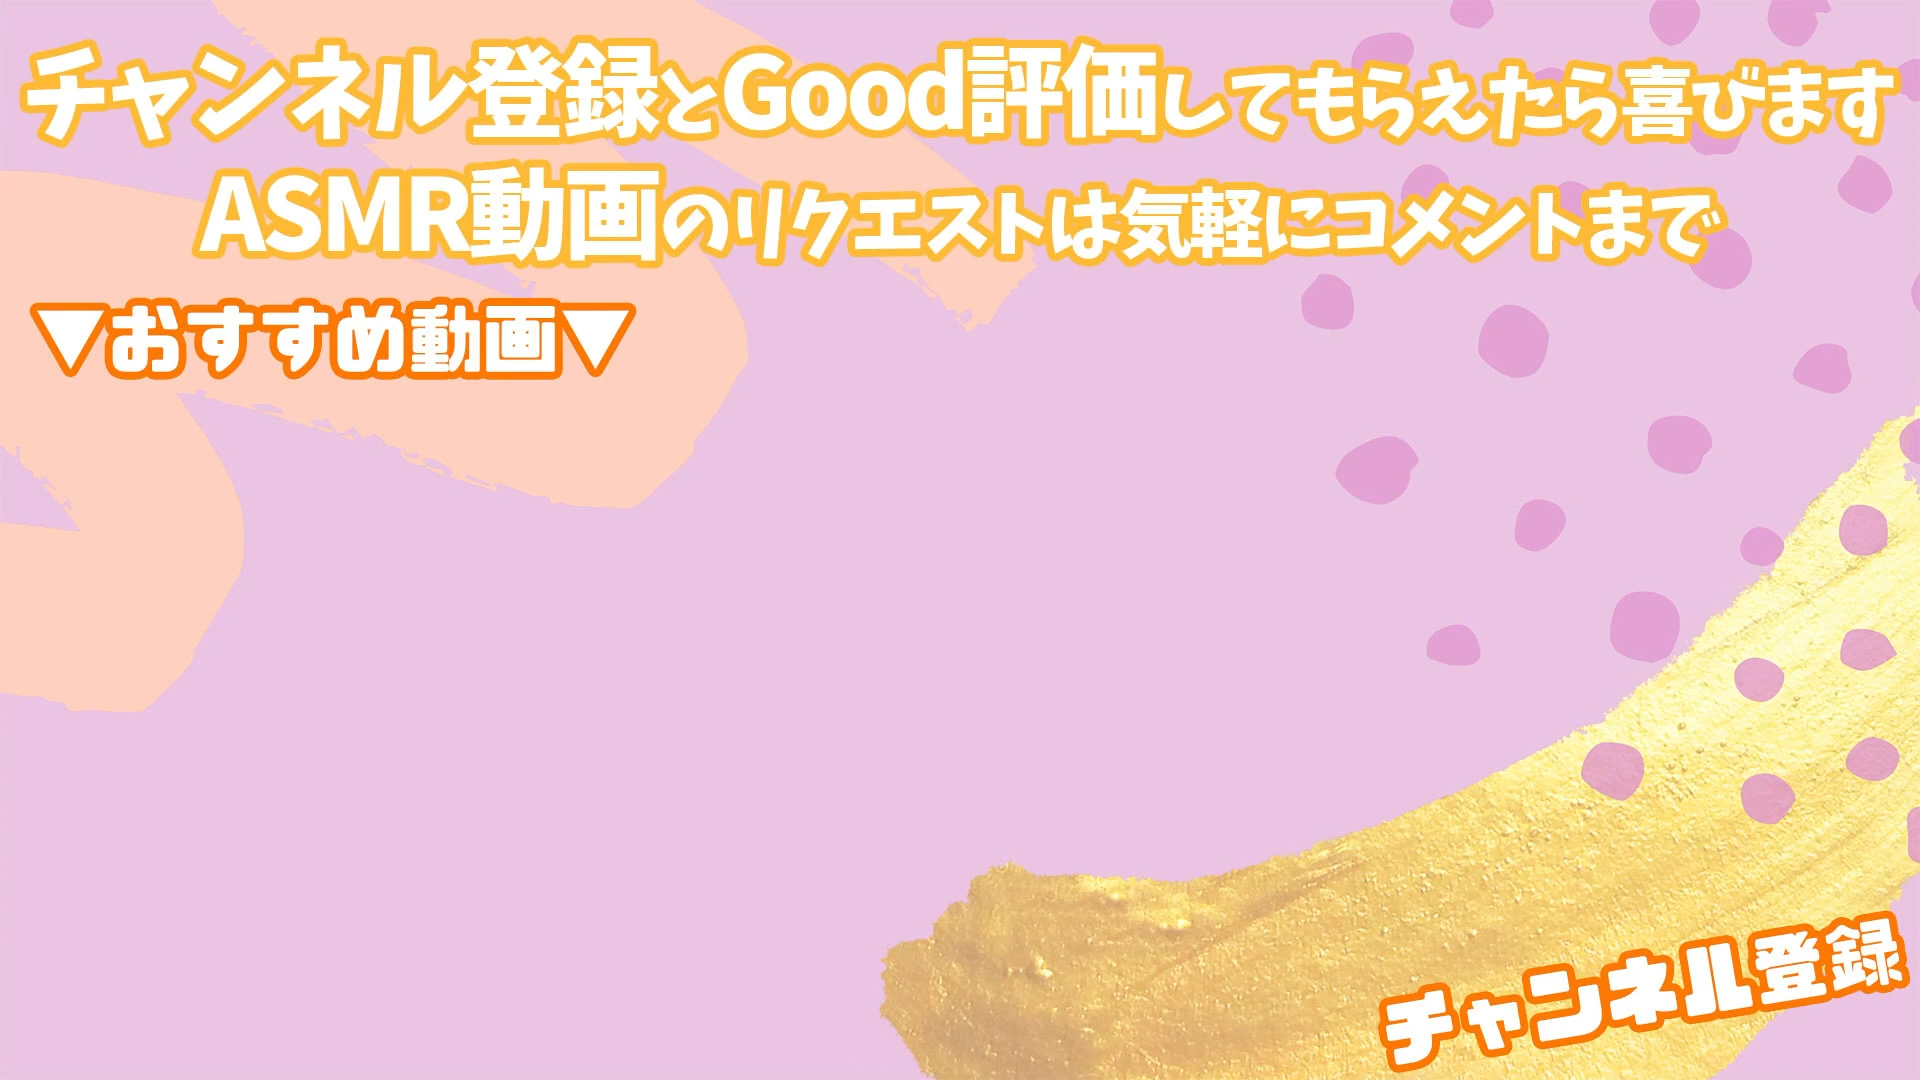 チャンネル登録とGood評価してもらえたら喜びます
ASMR動画のリクエストは気軽にコメントまで
▼おすすめ動画▼
チャンネル登録